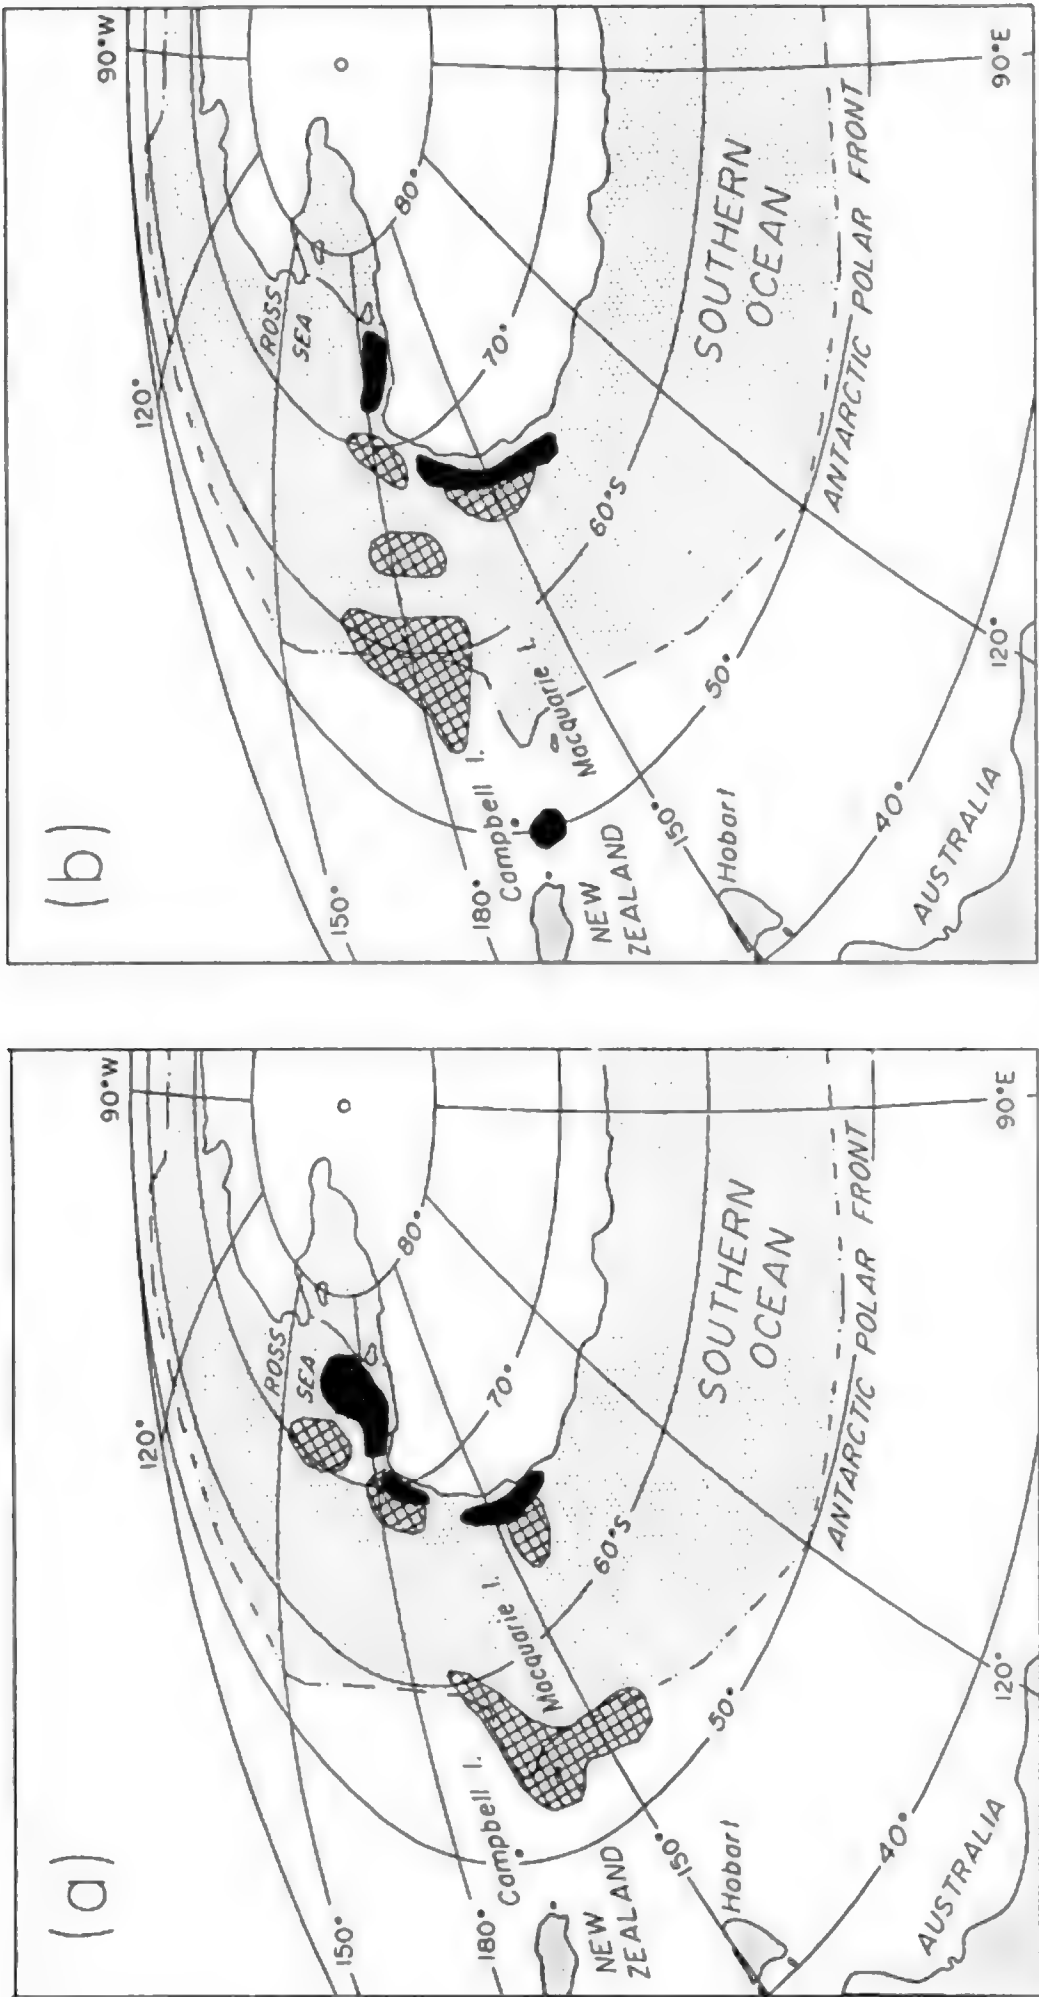 (b)
90°W
120°
150°
180°
ROSS
SEA
80°
70°
60°S
50°
40°
SOUTHERN
OCEAN
ANTARCTIC POLAR FRONT
90°E
120°
150°
Macquarie I.
Campbell I.
NEW
ZEALAND
Hobart
AUSTRALIA
(a)
90°W
120°
150°
180°
ROSS
SEA
80°
70°
60°S
50°
40°
SOUTHERN
OCEAN
ANTARCTIC POLAR FRONT
90°E
120°
150°
Macquarie I.
Campbell I.
NEW
ZEALAND
Hobart
AUSTRALIA